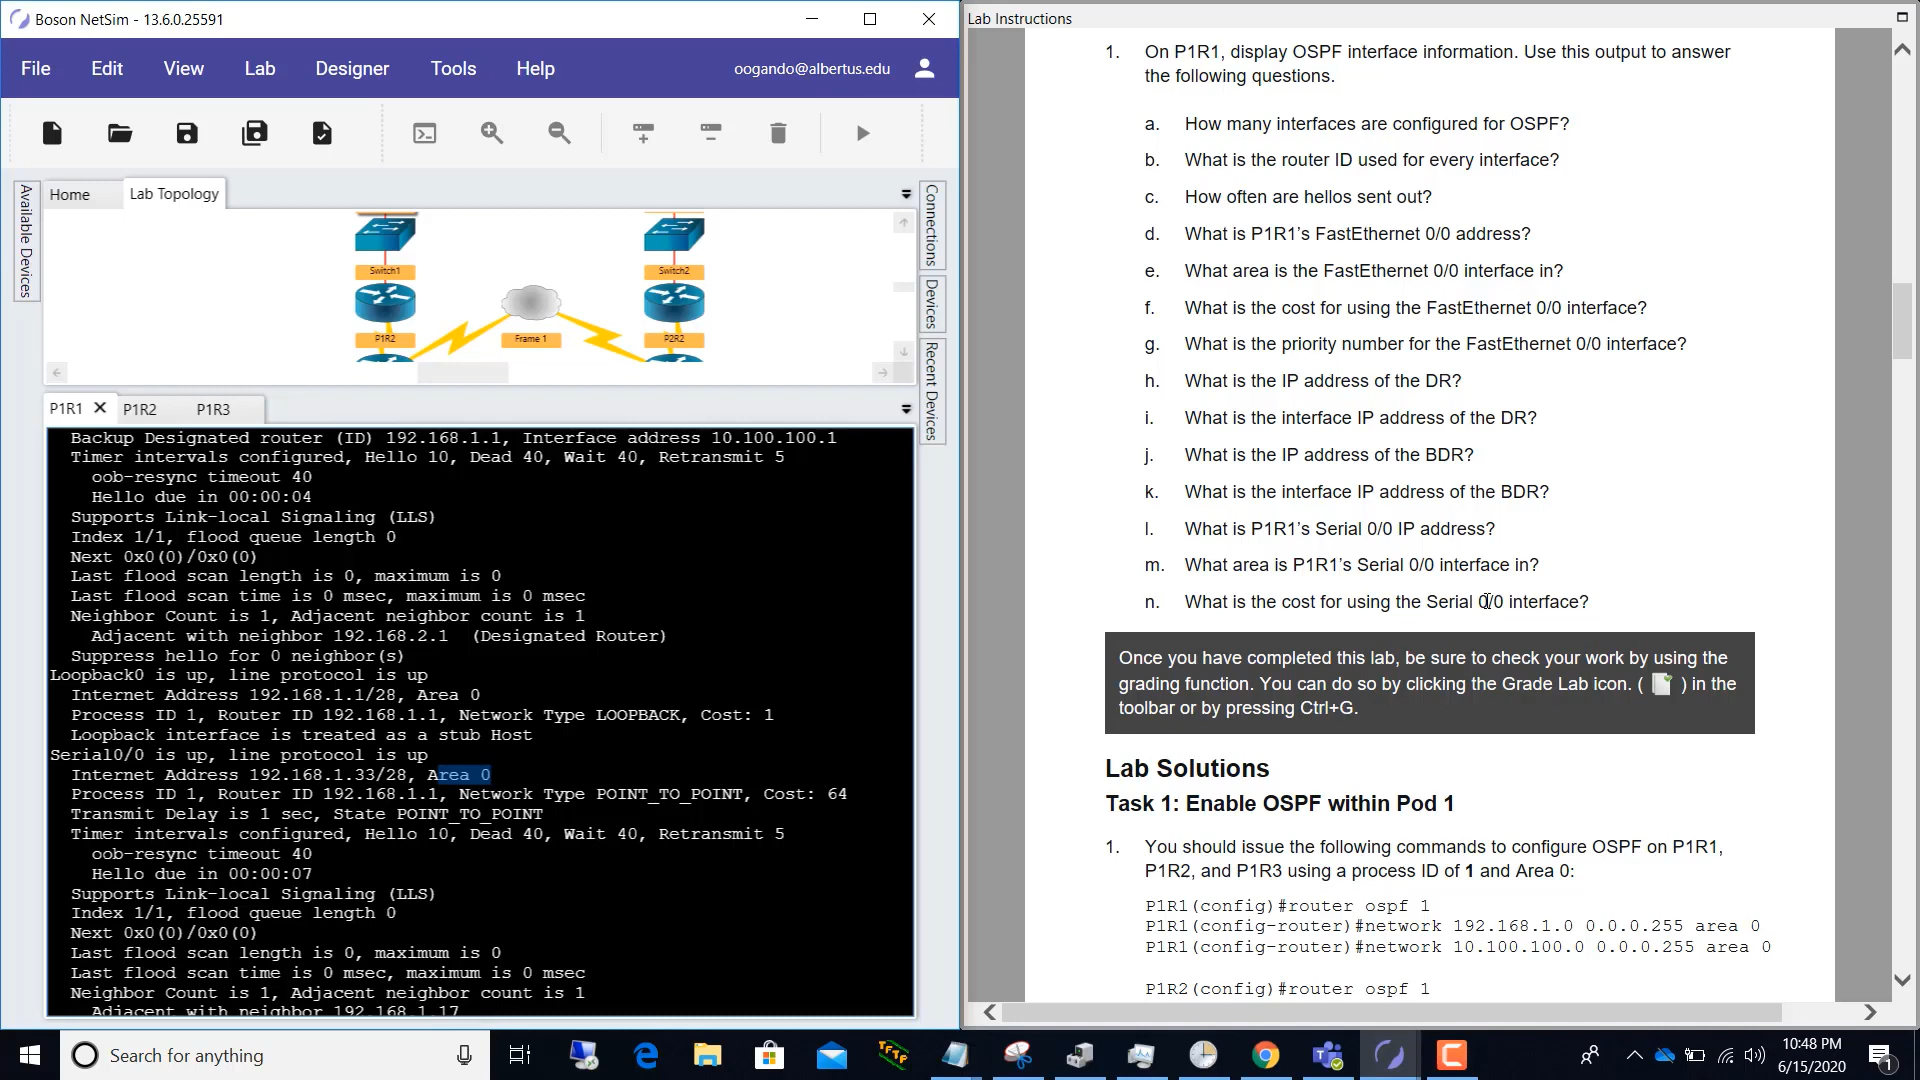 Boson NetSim - 13.6.0.25591
File Edit View Lab Designer Tools Help oogando@albertus.edu
Available Devices
Home Lab Topology
Switch1 Switch2
P1R2 Frame 1 P2R2
Connections
Devices
Recent Devices
P1R1 P1R2 P1R3
Backup Designated router (ID) 192.168.1.1, Interface address 10.100.100.1
Timer intervals configured, Hello 10, Dead 40, Wait 40, Retransmit 5
oob-resync timeout 40
Hello due in 00:00:04
Supports Link-local Signaling (LLS)
Index 1/1, flood queue length 0
Next 0x0(0)/0x0(0)
Last flood scan length is 0, maximum is 0
Last flood scan time is 0 msec, maximum is 0 msec
Neighbor Count is 1, Adjacent neighbor count is 1
Adjacent with neighbor 192.168.2.1 (Designated Router)
Suppress hello for 0 neighbor(s)
Loopback0 is up, line protocol is up
Internet Address 192.168.1.1/28, Area 0
Process ID 1, Router ID 192.168.1.1, Network Type LOOPBACK, Cost: 1
Loopback interface is treated as a stub Host
Serial0/0 is up, line protocol is up
Internet Address 192.168.1.33/28, Area 0
Process ID 1, Router ID 192.168.1.1, Network Type POINT_TO_POINT, Cost: 64
Transmit Delay is 1 sec, State POINT_TO_POINT
Timer intervals configured, Hello 10, Dead 40, Wait 40, Retransmit 5
oob-resync timeout 40
Hello due in 00:00:07
Supports Link-local Signaling (LLS)
Index 1/1, flood queue length 0
Next 0x0(0)/0x0(0)
Last flood scan length is 0, maximum is 0
Last flood scan time is 0 msec, maximum is 0 msec
Neighbor Count is 1, Adjacent neighbor count is 1
Adjacent with neighbor 192.168.1.17
Lab Instructions
1. On P1R1, display OSPF interface information. Use this output to answer
the following questions.
a. How many interfaces are configured for OSPF?
b. What is the router ID used for every interface?
c. How often are hellos sent out?
d. What is P1R1’s FastEthernet 0/0 address?
e. What area is the FastEthernet 0/0 interface in?
f. What is the cost for using the FastEthernet 0/0 interface?
g. What is the priority number for the FastEthernet 0/0 interface?
h. What is the IP address of the DR?
i. What is the interface IP address of the DR?
j. What is the IP address of the BDR?
k. What is the interface IP address of the BDR?
l. What is P1R1’s Serial 0/0 IP address?
m. What area is P1R1’s Serial 0/0 interface in?
n. What is the cost for using the Serial 0/0 interface?
Once you have completed this lab, be sure to check your work by using the
grading function. You can do so by clicking the Grade Lab icon. ( ) in the
toolbar or by pressing Ctrl+G.
Lab Solutions
Task 1: Enable OSPF within Pod 1
1. You should issue the following commands to configure OSPF on P1R1,
P1R2, and P1R3 using a process ID of 1 and Area 0:
P1R1(config)#router ospf 1
P1R1(config-router)#network 192.168.1.0 0.0.0.255 area 0
P1R1(config-router)#network 10.100.100.0 0.0.0.255 area 0
P1R2(config)#router ospf 1
Search for anything
TFTP
10:48 PM
6/15/2020
1